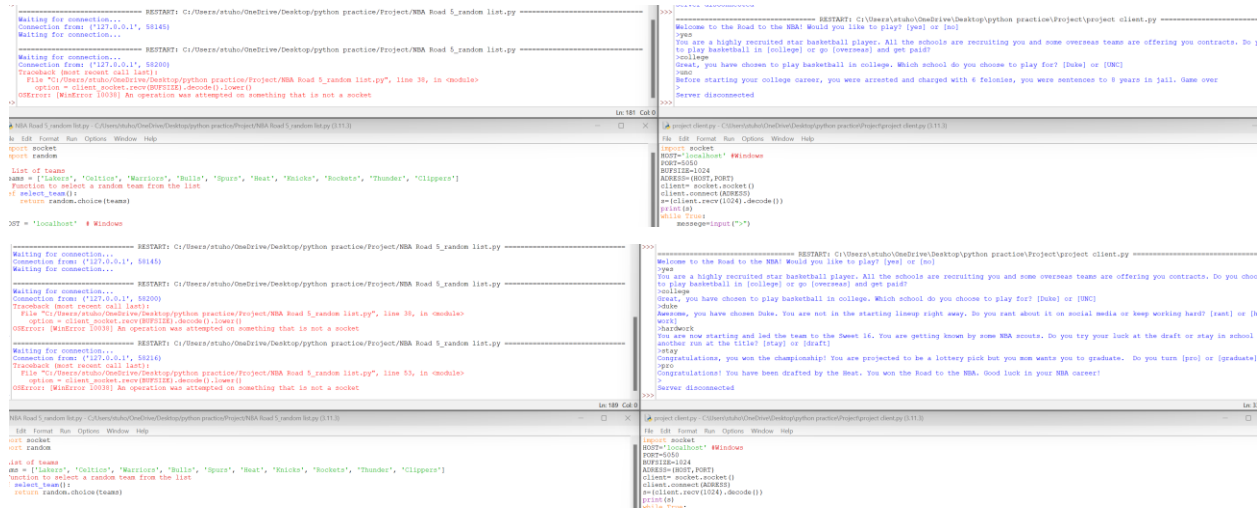 ============================= RESTART: C:/Users/stuho/OneDrive/Desktop/python practice/Project/NBA Road 5_random list.py =============================
Waiting for connection...
Connection from: ('127.0.0.1', 58145)
Waiting for connection...
============================= RESTART: C:/Users/stuho/OneDrive/Desktop/python practice/Project/NBA Road 5_random list.py =============================
Waiting for connection...
Connection from: ('127.0.0.1', 58200)
Traceback (most recent call last):
File "C:/Users/stuho/OneDrive/Desktop/python practice/Project/NBA Road 5_random list.py", line 38, in <module>
option = client_socket.recv(BUFSIZE).decode().lower()
OSError: [WinError 10038] An operation was attempted on something that is not a socket
>>
Ln: 181 Col: 0
NBA Road 5_random list.py - C:/Users/stuho/OneDrive/Desktop/python practice/Project/NBA Road 5_random list.py (3.11.3)
Edit Format Run Options Window Help
mport socket
mport random
List of teams
eams = ['Lakers', 'Celtics', 'Warriors', 'Bulls', 'Spurs', 'Heat', 'Knicks', 'Rockets', 'Thunder', 'Clippers']
Function to select a random team from the list
ef select_team():
return random.choice(teams)
OST = 'localhost' # Windows
Server disconnected
>>>
============================= RESTART: C:\Users\stuho\OneDrive\Desktop\python practice\Project\project client.py =============================
Welcome to the Road to the NBA! Would you like to play? [yes] or [no]
>yes
You are a highly recruited star basketball player. All the schools are recruiting you and some overseas teams are offering you contracts. Do y
to play basketball in [college] or go [overseas] and get paid?
>college
Great, you have chosen to play basketball in college. Which school do you choose to play for? [Duke] or [UNC]
>unc
Before starting your college career, you were arrested and charged with 6 felonies, you were sentences to 8 years in jail. Game over
>
Server disconnected
>>>
project client.py - C:\Users\stuho\OneDrive\Desktop\python practice\Project\project client.py (3.11.3)
File Edit Format Run Options Window Help
import socket
HOST='localhost' #Windows
PORT=5050
BUFSIZE=1024
ADRESS=(HOST,PORT)
client= socket.socket()
client.connect(ADRESS)
s=(client.recv(1024).decode())
print(s)
while True:
messege=input(">")
============================= RESTART: C:/Users/stuho/OneDrive/Desktop/python practice/Project/NBA Road 5_random list.py =============================
Waiting for connection...
Connection from: ('127.0.0.1', 58145)
Waiting for connection...
============================= RESTART: C:/Users/stuho/OneDrive/Desktop/python practice/Project/NBA Road 5_random list.py =============================
Waiting for connection...
Connection from: ('127.0.0.1', 58200)
Traceback (most recent call last):
File "C:/Users/stuho/OneDrive/Desktop/python practice/Project/NBA Road 5_random list.py", line 38, in <module>
option = client_socket.recv(BUFSIZE).decode().lower()
OSError: [WinError 10038] An operation was attempted on something that is not a socket
============================= RESTART: C:/Users/stuho/OneDrive/Desktop/python practice/Project/NBA Road 5_random list.py =============================
Waiting for connection...
Connection from: ('127.0.0.1', 58216)
Traceback (most recent call last):
File "C:/Users/stuho/OneDrive/Desktop/python practice/Project/NBA Road 5_random list.py", line 53, in <module>
option = client_socket.recv(BUFSIZE).decode().lower()
OSError: [WinError 10038] An operation was attempted on something that is not a socket
Ln: 189 Col: 0
NBA Road 5_random list.py - C:/Users/stuho/OneDrive/Desktop/python practice/Project/NBA Road 5_random list.py (3.11.3)
Edit Format Run Options Window Help
ort socket
ort random
ist of teams
ams = ['Lakers', 'Celtics', 'Warriors', 'Bulls', 'Spurs', 'Heat', 'Knicks', 'Rockets', 'Thunder', 'Clippers']
unction to select a random team from the list
select_team():
return random.choice(teams)
>>>
============================= RESTART: C:\Users\stuho\OneDrive\Desktop\python practice\Project\project client.py =============================
Welcome to the Road to the NBA! Would you like to play? [yes] or [no]
>yes
You are a highly recruited star basketball player. All the schools are recruiting you and some overseas teams are offering you contracts. Do you choo
to play basketball in [college] or go [overseas] and get paid?
>college
Great, you have chosen to play basketball in college. Which school do you choose to play for? [Duke] or [UNC]
>duke
Awesome, you have chosen Duke. You are not in the starting lineup right away. Do you rant about it on social media or keep working hard? [rant] or [h
work]
>hardwork
You are now starting and led the team to the Sweet 16. You are getting known by some NBA scouts. Do you try your luck at the draft or stay in school
another run at the title? [stay] or [draft]
>stay
Congratulations, you won the championship! You are projected to be a lottery pick but you mom wants you to graduate. Do you turn [pro] or [graduate]
>pro
Congratulations! You have been drafted by the Heat. You won the Road to the NBA. Good luck in your NBA career!
>
Server disconnected
>>>
project client.py - C:\Users\stuho\OneDrive\Desktop\python practice\Project\project client.py (3.11.3)
File Edit Format Run Options Window Help
import socket
HOST='localhost' #Windows
PORT=5050
BUFSIZE=1024
ADRESS=(HOST,PORT)
client= socket.socket()
client.connect(ADRESS)
s=(client.recv(1024).decode())
print(s)
while True: